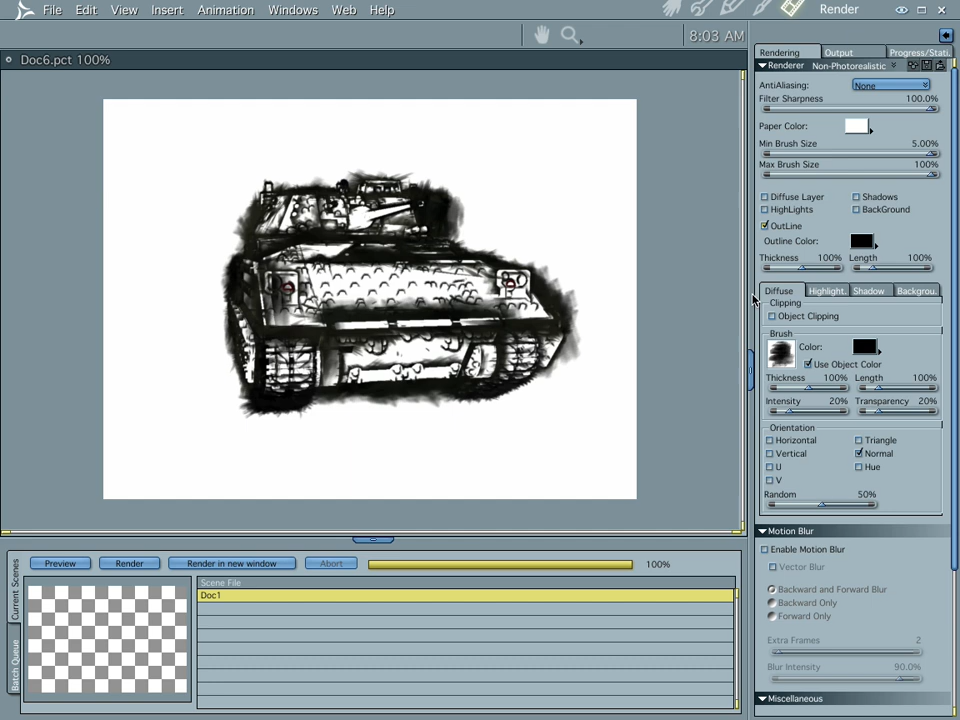 File Edit View Insert Animation Windows Web Help Render
8:03 AM
Doc6.pct 100%
Rendering Output Progress/Stati.
Renderer Non-Photorealistic
AntiAliasing: None
Filter Sharpness 100.0%
Paper Color:
Min Brush Size 5.00%
Max Brush Size 100%
Diffuse Layer Shadows
HighLights BackGround
OutLine
Outline Color:
Thickness 100% Length 100%
Diffuse Highlight. Shadow Backgrou.
Clipping
Object Clipping
Brush
Color:
Use Object Color
Thickness 100% Length 100%
Intensity 20% Transparency 20%
Orientation
Horizontal Triangle
Vertical Normal
U Hue
V
Random 50%
Motion Blur
Enable Motion Blur
Vector Blur
Backward and Forward Blur
Backward Only
Forward Only
Extra Frames 2
Blur Intensity 90.0%
Miscellaneous
Current Scenes
Batch Queue
Preview Render Render in new window Abort 100%
Scene File
Doc1